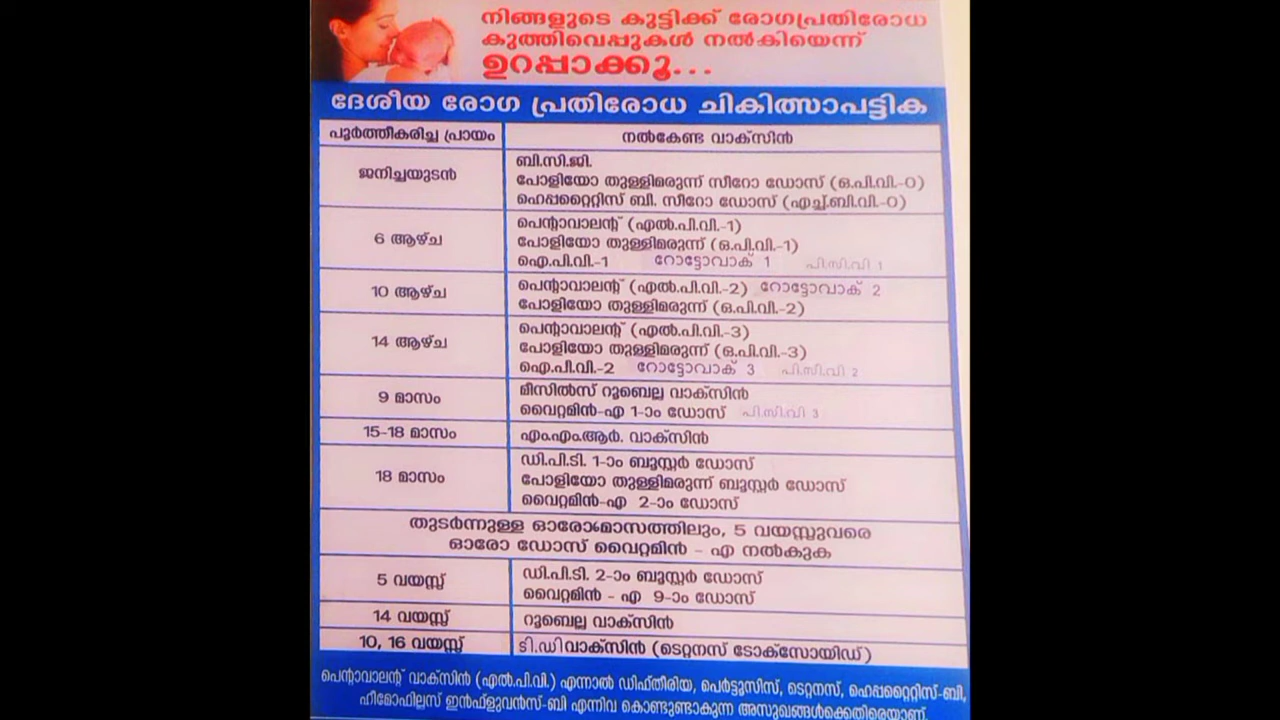 നിങ്ങളുടെ കുട്ടിക്ക് രോഗപ്രതിരോധ
കുത്തിവെപ്പുകൾ നൽകിയെന്ന്
ഉറപ്പാക്കൂ...
ദേശീയ രോഗ പ്രതിരോധ ചികിത്സാപട്ടിക
പൂർത്തീകരിച്ച പ്രായം നൽകേണ്ട വാക്സിൻ
ജനിച്ചയുടൻ
ബി.സി.ജി.
പോളിയോ തുള്ളിമരുന്ന് സീറോ ഡോസ് (ഒ.പി.വി.-0)
ഹെപ്പറ്റൈറ്റിസ് ബി. സീറോ ഡോസ് (എച്ച്.ബി.വി-0)
6 ആഴ്ച
പെന്റാവാലന്റ് (എൽ.പി.വി.-1)
പോളിയോ തുള്ളിമരുന്ന് (ഒ.പി.വി.-1)
ഐ.പി.വി.-1 റോട്ടോവാക് 1 പി.സി.വി 1
10 ആഴ്ച
പെന്റാവാലന്റ് (എൽ.പി.വി.-2) റോട്ടോവാക് 2
പോളിയോ തുള്ളിമരുന്ന് (ഒ.പി.വി.-2)
14 ആഴ്ച
പെന്റാവാലന്റ് (എൽ.പി.വി.-3)
പോളിയോ തുള്ളിമരുന്ന് (ഒ.പി.വി.-3)
ഐ.പി.വി.-2 റോട്ടോവാക് 3 പി.സി.വി 2
9 മാസം
മീസിൽസ് റൂബെല്ല വാക്സിൻ
വൈറ്റമിൻ-എ 1-ാം ഡോസ് പി.സി.വി 3
15-18 മാസം എം.എം.ആർ. വാക്സിൻ
18 മാസം
ഡി.പി.ടി. 1-ാം ബൂസ്റ്റർ ഡോസ്
പോളിയോ തുള്ളിമരുന്ന് ബൂസ്റ്റർ ഡോസ്
വൈറ്റമിൻ-എ 2-ാം ഡോസ്
തുടർന്നുള്ള ഓരോ മാസത്തിലും, 5 വയസ്സുവരെ
ഓരോ ഡോസ് വൈറ്റമിൻ - എ നൽകുക
5 വയസ്സ്
ഡി.പി.ടി. 2-ാം ബൂസ്റ്റർ ഡോസ്
വൈറ്റമിൻ - എ 9-ാം ഡോസ്
14 വയസ്സ് റൂബെല്ല വാക്സിൻ
10, 16 വയസ്സ് ടി.ഡി വാക്സിൻ (ടെറ്റനസ് ടോക്സോയിഡ്)
പെന്റാവാലന്റ് വാക്സിൻ (എൽ.പി.വി.) എന്നാൽ ഡിഫ്തീരിയ, പെർട്ടൂസിസ്, ടെറ്റനസ്, ഹെപ്പറ്റൈറ്റിസ്-ബി,
ഹീമോഫില്ലസ് ഇൻഫ്ളുവൻസ്-ബി എന്നിവ കൊണ്ടുണ്ടാകുന്ന അസുഖങ്ങൾക്കെതിരെയാണ്.